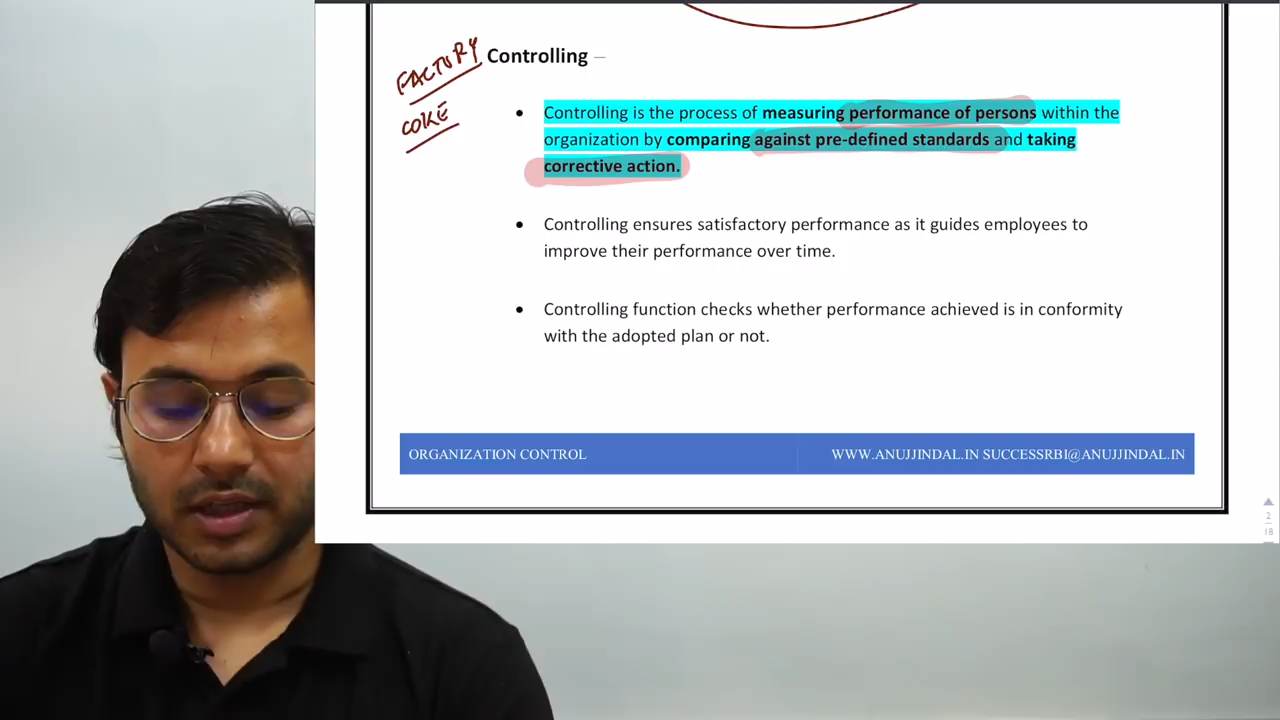 FACTORY
COKE
Controlling –
• Controlling is the process of measuring performance of persons within the
organization by comparing against pre-defined standards and taking
corrective action.
• Controlling ensures satisfactory performance as it guides employees to
improve their performance over time.
• Controlling function checks whether performance achieved is in conformity
with the adopted plan or not.
ORGANIZATION CONTROL WWW.ANUJJINDAL.IN SUCCESSRBI@ANUJJINDAL.IN
2
18